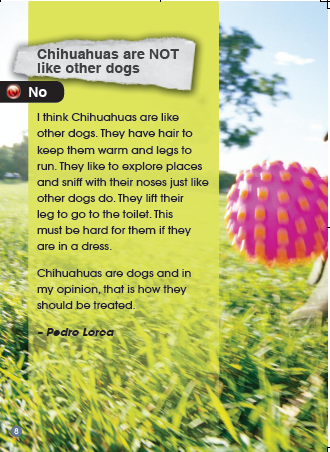 Chihuahuas are NOT
like other dogs
No
I think Chihuahuas are like
other dogs. They have hair to
keep them warm and legs to
run. They like to explore places
and sniff with their noses just like
other dogs do. They lift their
leg to go to the toilet. This
must be hard for them if they
are in a dress.
Chihuahuas are dogs and in
my opinion, that is how they
should be treated.
– Pedro Lorca
8